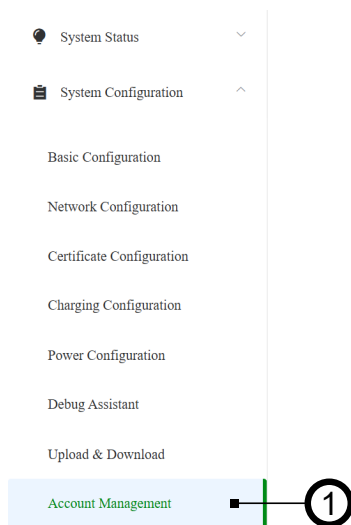 System Status
System Configuration
Basic Configuration
Network Configuration
Certificate Configuration
Charging Configuration
Power Configuration
Debug Assistant
Upload & Download
Account Management
1